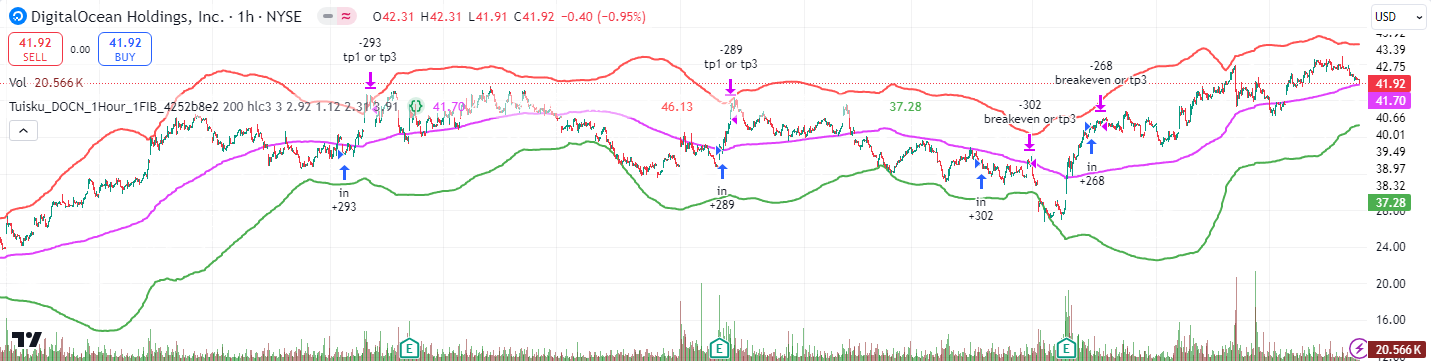 DigitalOcean Holdings, Inc. · 1h · NYSE
O42.31 H42.31 L41.91 C41.92 −0.40 (−0.95%)
USD
41.92
SELL
0.00
41.92
BUY
Vol 20.566 K
Tuisku_DOCN_1Hour_1FIB_4252b8e2 200 hlc3 3 2.92 1.12 2.31 3.91
41.70
46.13
37.28
-293
tp1 or tp3
-289
tp1 or tp3
-268
breakeven or tp3
-302
breakeven or tp3
in
+293
in
+289
in
+302
in
+268
43.39
42.75
41.92
41.70
40.66
40.01
39.49
38.97
38.32
37.28
24.00
20.00
16.00
20.566 K
E
E
E